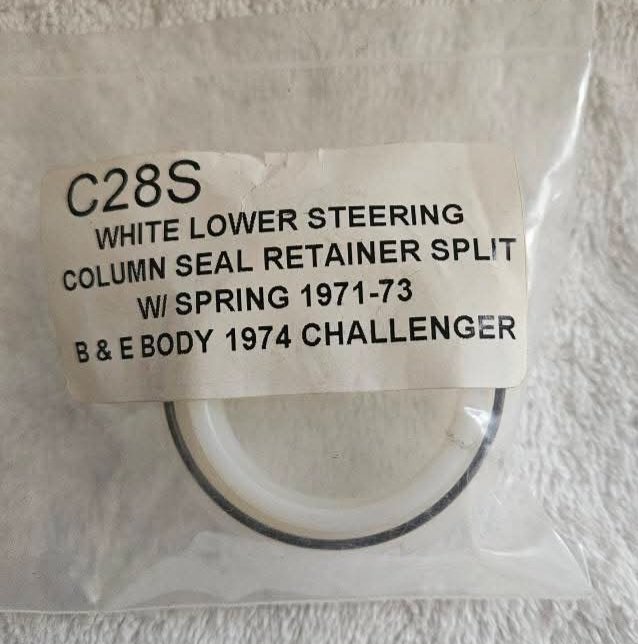 C28S
WHITE LOWER STEERING
COLUMN SEAL RETAINER SPLIT
W/ SPRING 1971-73
B & E BODY 1974 CHALLENGER